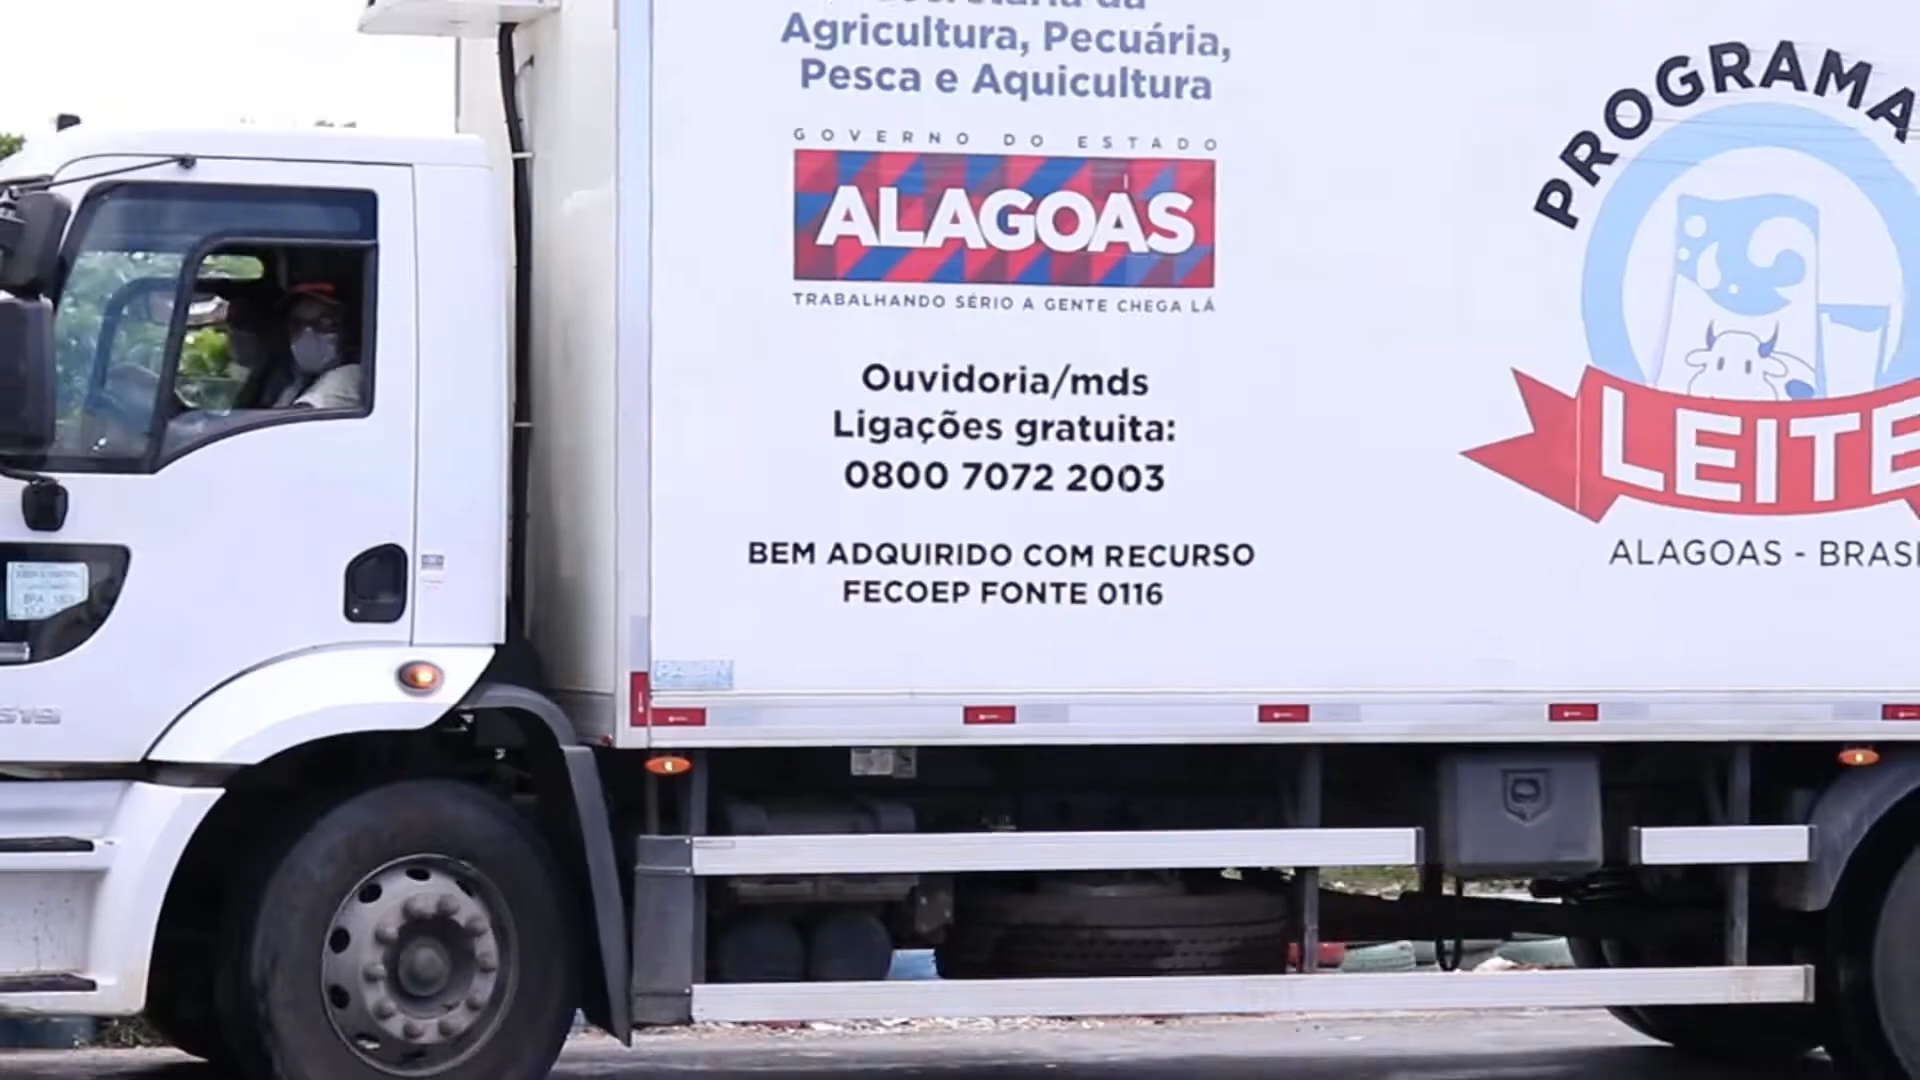 Agricultura, Pecuária,
Pesca e Aquicultura
GOVERNO DO ESTADO
ALAGOAS
TRABALHANDO SÉRIO A GENTE CHEGA LÁ
Ouvidoria/mds
Ligações gratuita:
0800 7072 2003
BEM ADQUIRIDO COM RECURSO
FECOEP FONTE 0116
PROGRAMA
LEITE
ALAGOAS - BRASI